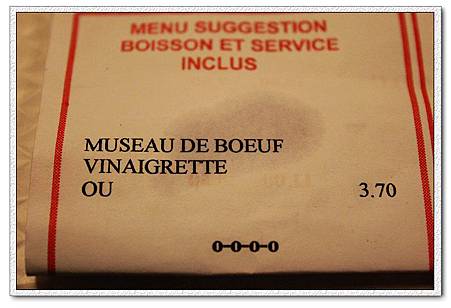 MENU SUGGESTION
BOISSON ET SERVICE
INCLUS
MUSEAU DE BOEUF
VINAIGRETTE
OU 3.70
0-0-0-0